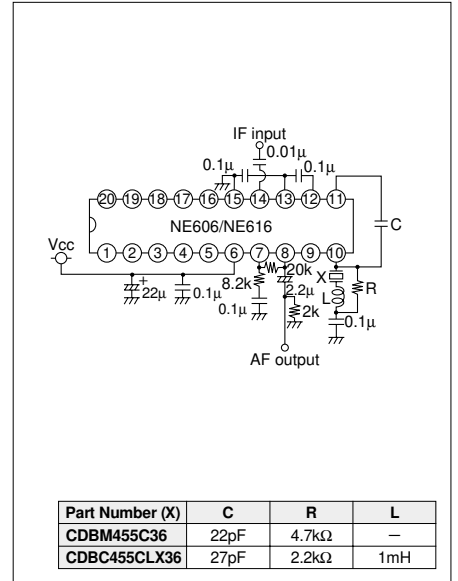 IF input
0.01μ
0.1μ
0.1μ
20 19 18 17 16 15 14 13 12 11
C
NE606/NE616
Vcc
1 2 3 4 5 6 7 8 9 10
+
22μ
0.1μ
8.2k
20k
2.2μ
X
L
R
0.1μ
2k
0.1μ
AF output
Part Number (X) C R L
CDBM455C36 22pF 4.7kΩ –
CDBC455CLX36 27pF 2.2kΩ 1mH